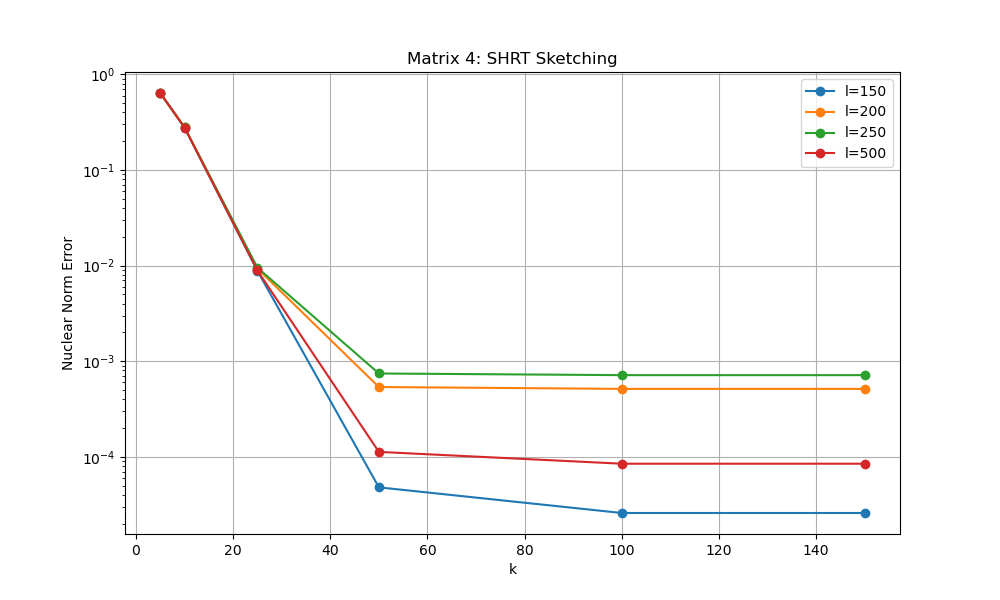 Matrix 4: SHRT Sketching
Nuclear Norm Error
10⁰
10⁻¹
10⁻²
10⁻³
10⁻⁴
l=150
l=200
l=250
l=500
0 20 40 60 80 100 120 140
k